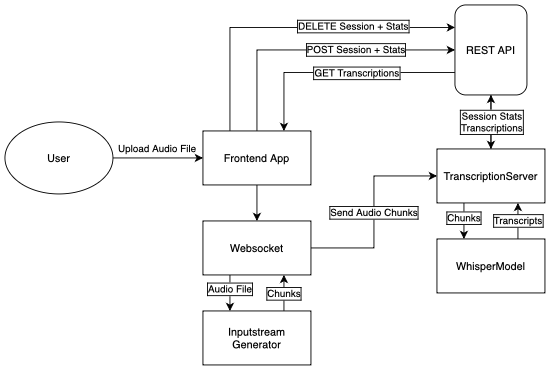 DELETE Session + Stats
REST API
POST Session + Stats
GET Transcriptions
Session Stats
Transcriptions
Upload Audio File
User
Frontend App
TranscriptionServer
Send Audio Chunks
Chunks
Transcripts
Websocket
WhisperModel
Audio File
Chunks
Inputstream
Generator